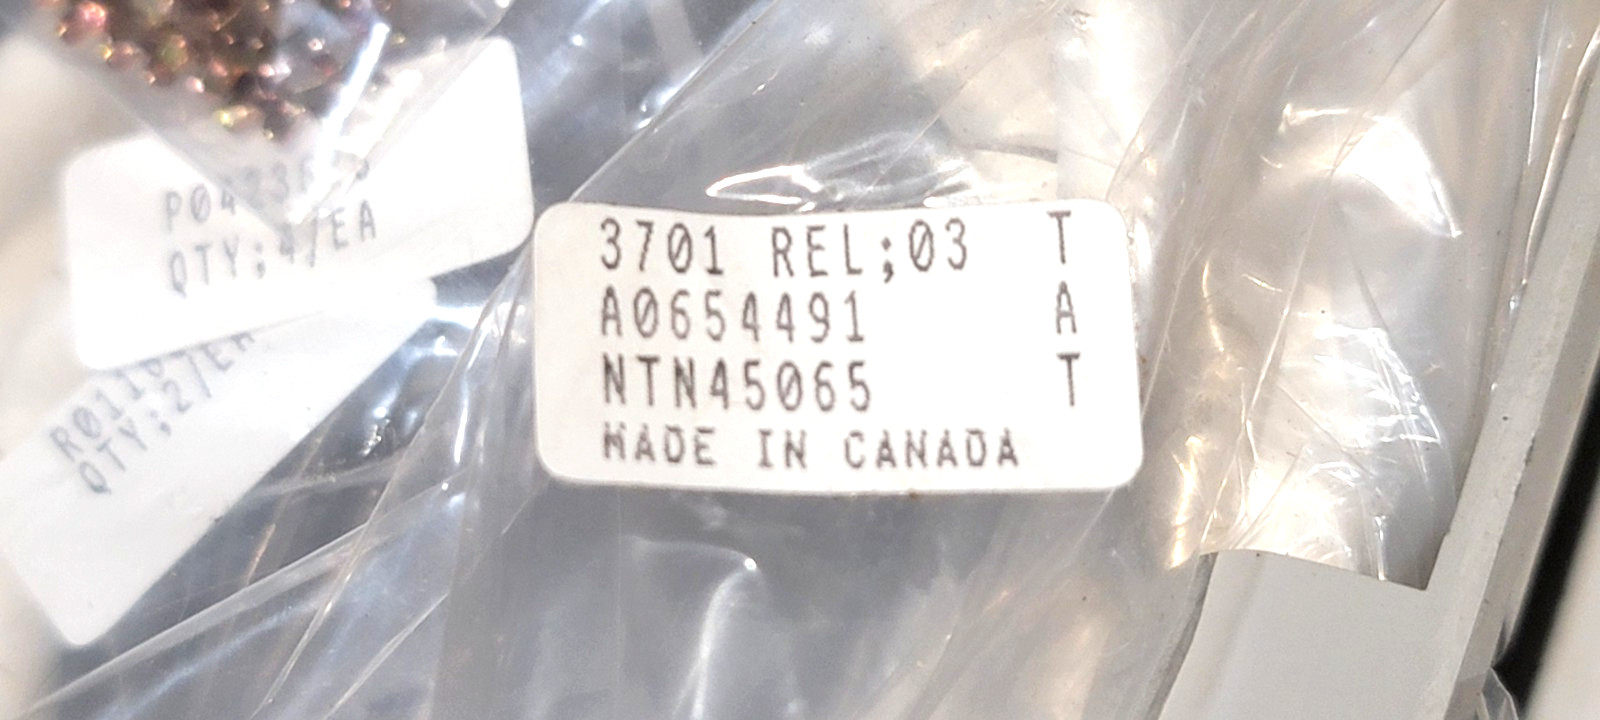 QTY;4/EA
QTY;2/EA
3701 REL;03 T
A0654491 A
NTN45065 T
MADE IN CANADA